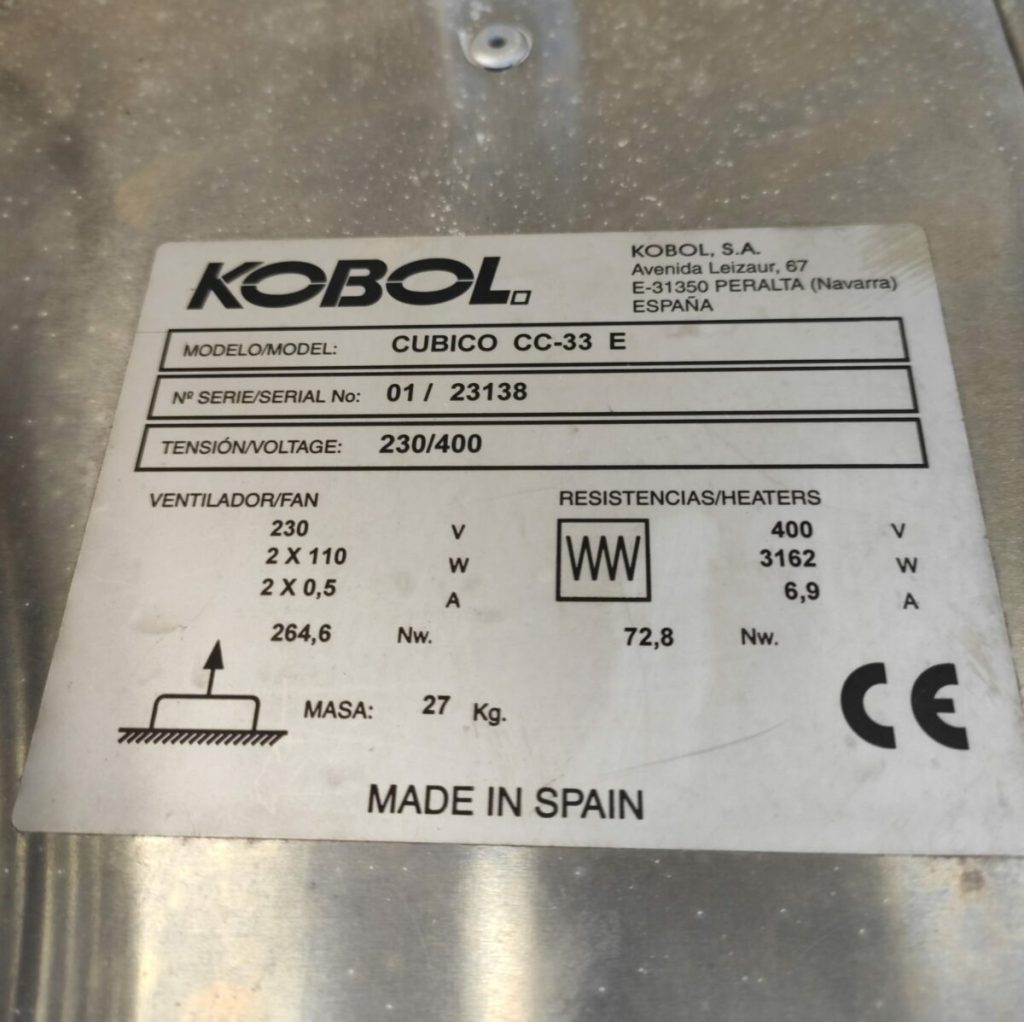 KOBOL
KOBOL, S.A.
Avenida Leizaur, 67
E-31350 PERALTA (Navarra)
ESPAÑA
MODELO/MODEL: CUBICO CC-33 E
Nº SERIE/SERIAL No: 01 / 23138
TENSIÓN/VOLTAGE: 230/400
VENTILADOR/FAN RESISTENCIAS/HEATERS
230 V 400 V
2 X 110 W 3162 W
2 X 0,5 A 6,9 A
264,6 Nw. 72,8 Nw.
MASA: 27 Kg.
CE
MADE IN SPAIN